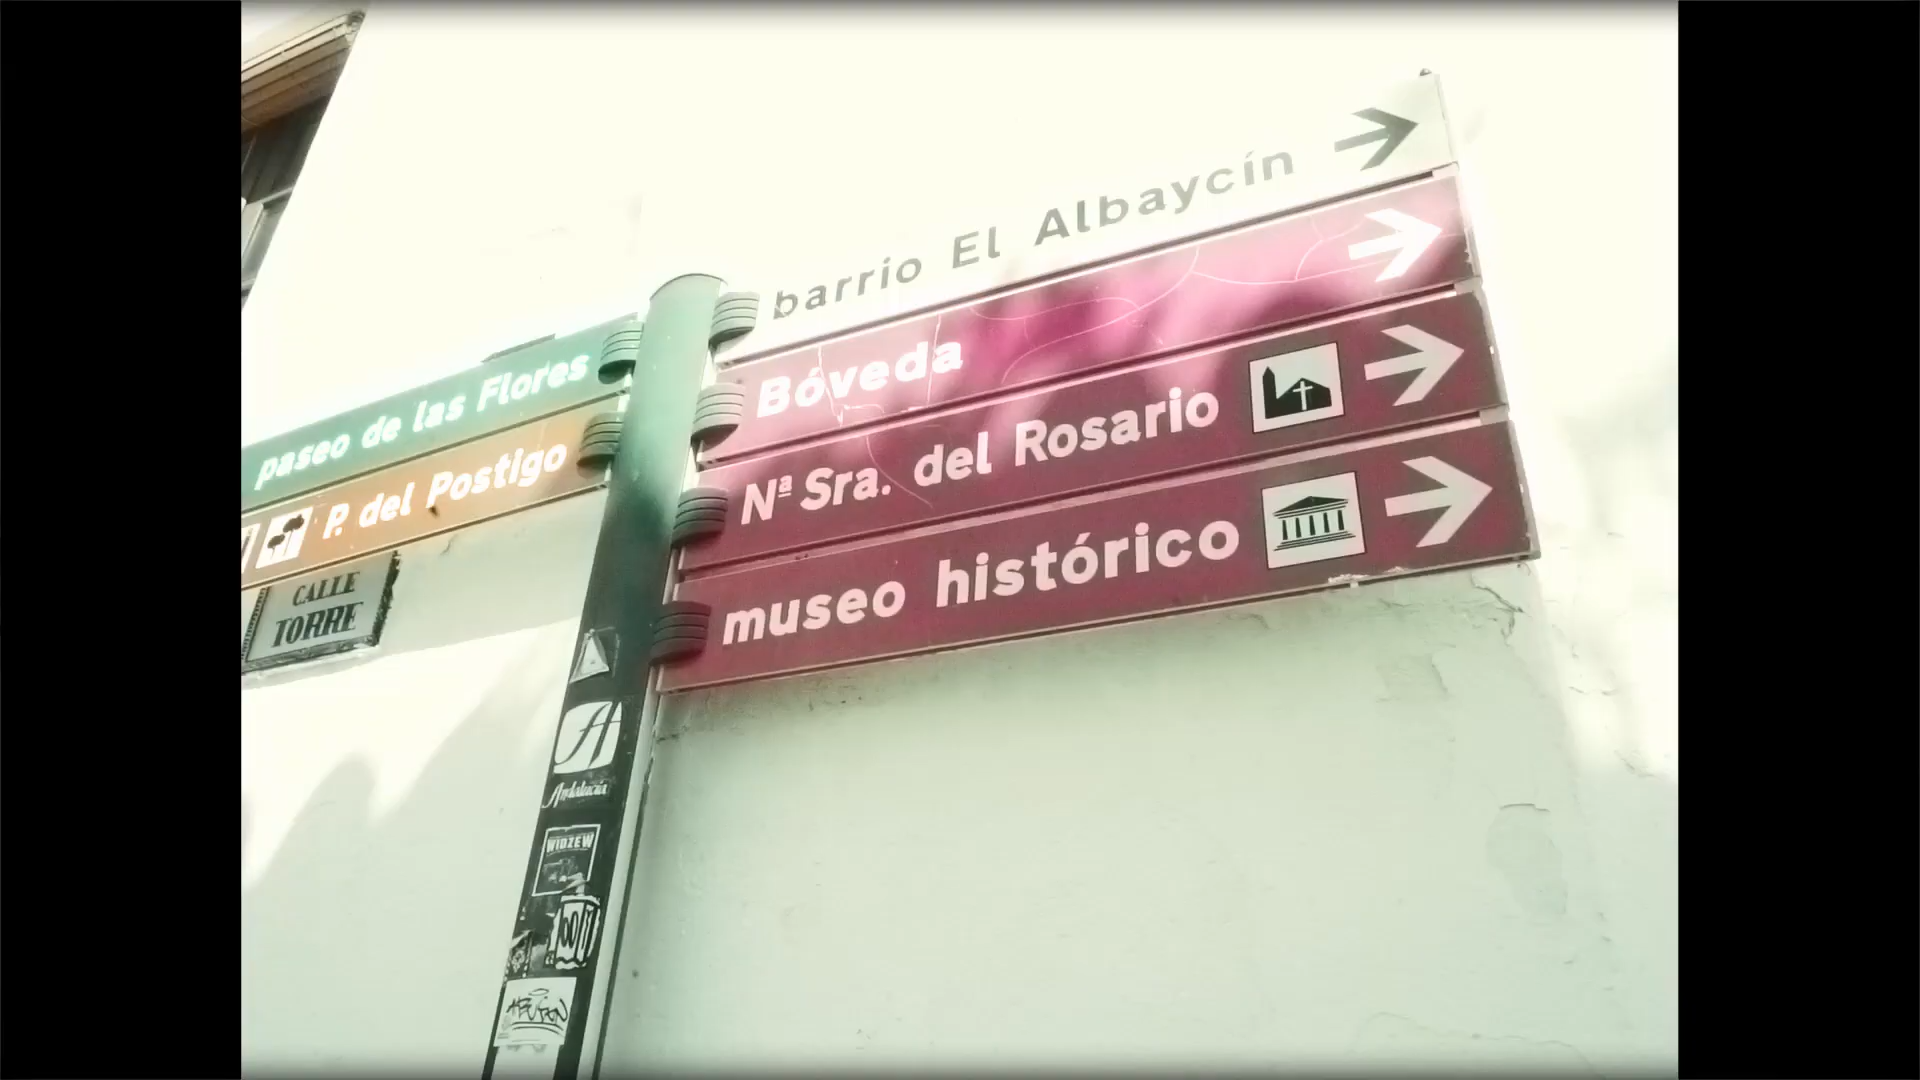 barrio El Albaycín
Bóveda
Nª Sra. del Rosario
museo histórico
paseo de las Flores
P. del Postigo
CALLE
TORRE
Andalucía
WIDZEW